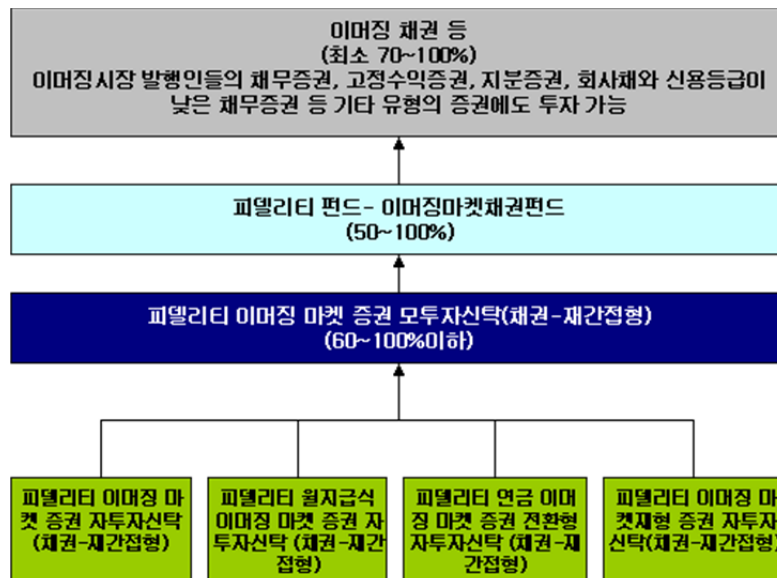 이머징 채권 등
(최소 70~100%)
이머징시장 발행인들의 채무증권, 고정수익증권, 지분증권, 회사채와 신용등급이
낮은 채무증권 등 기타 유형의 증권에도 투자 가능
피델리티 펀드- 이머징마켓채권펀드
(50~100%)
피델리티 이머징 마켓 증권 모투자신탁(채권-재간접형)
(60~100%이하)
피델리티 이머징 마
켓 증권 자투자신탁
(채권-재간접형)
피델리티 월지급식
이머징 마켓 증권 자
투자신탁 (채권-재간
접형)
피델리티 연금 이머
징 마켓 증권 전환형
자투자신탁 (채권-재
간접형)
피델리티 이머징 마
켓재형 증권 자투자
신탁(채권-재간접형)